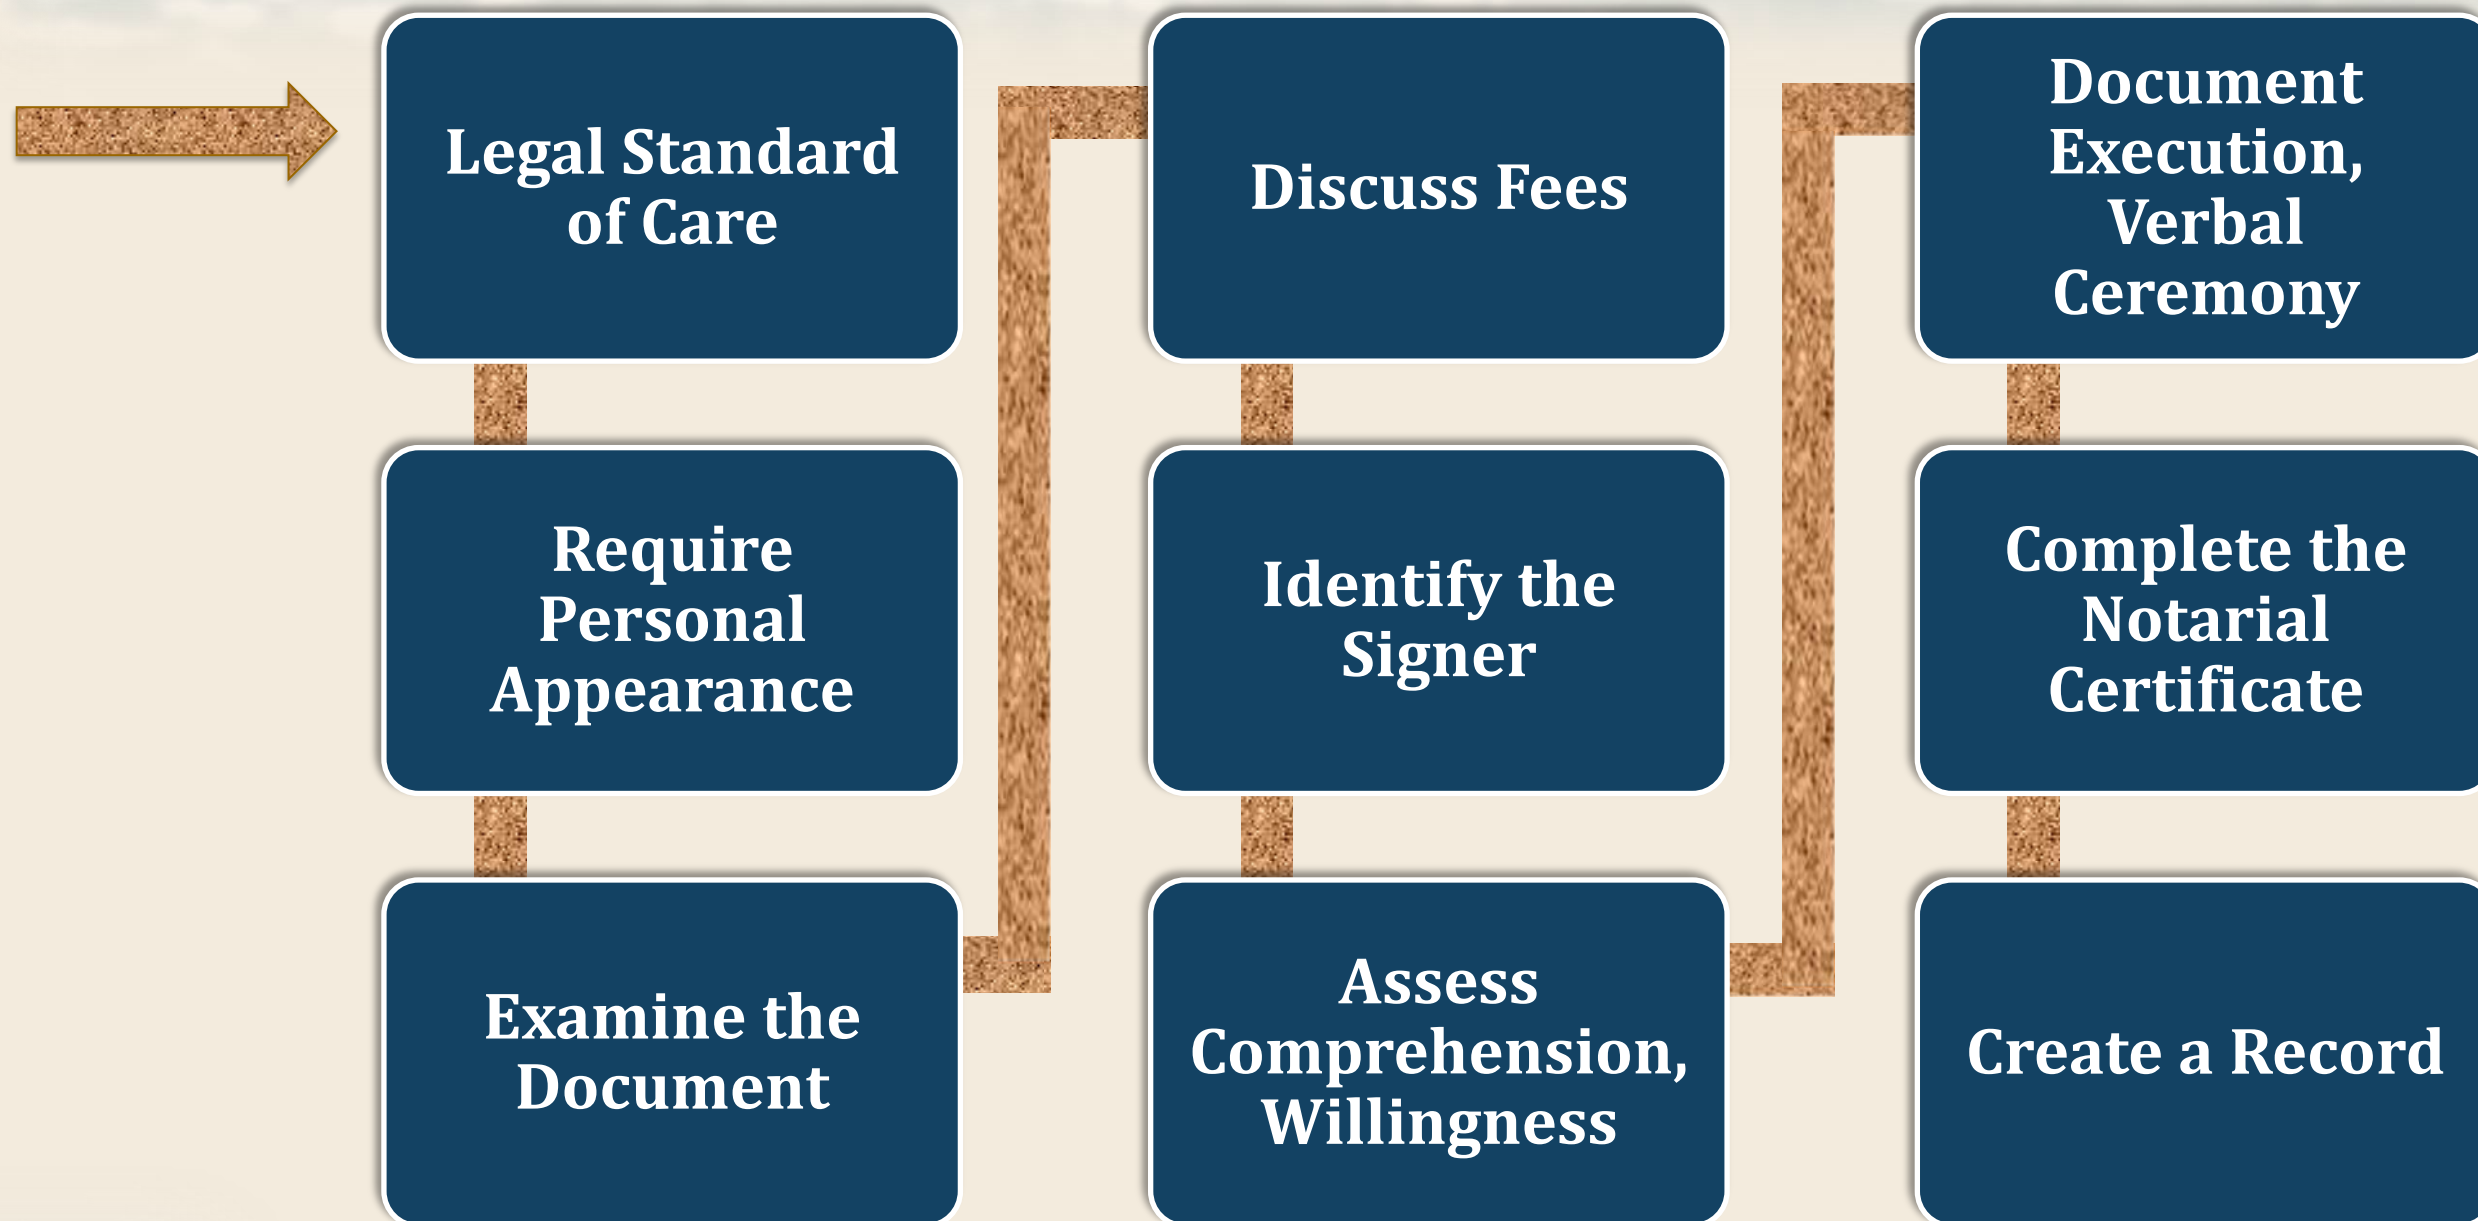 Legal Standard
of Care
Require
Personal
Appearance
Examine the
Document
Discuss Fees
Identify the
Signer
Assess
Comprehension,
Willingness
Document
Execution,
Verbal
Ceremony
Complete the
Notarial
Certificate
Create a Record